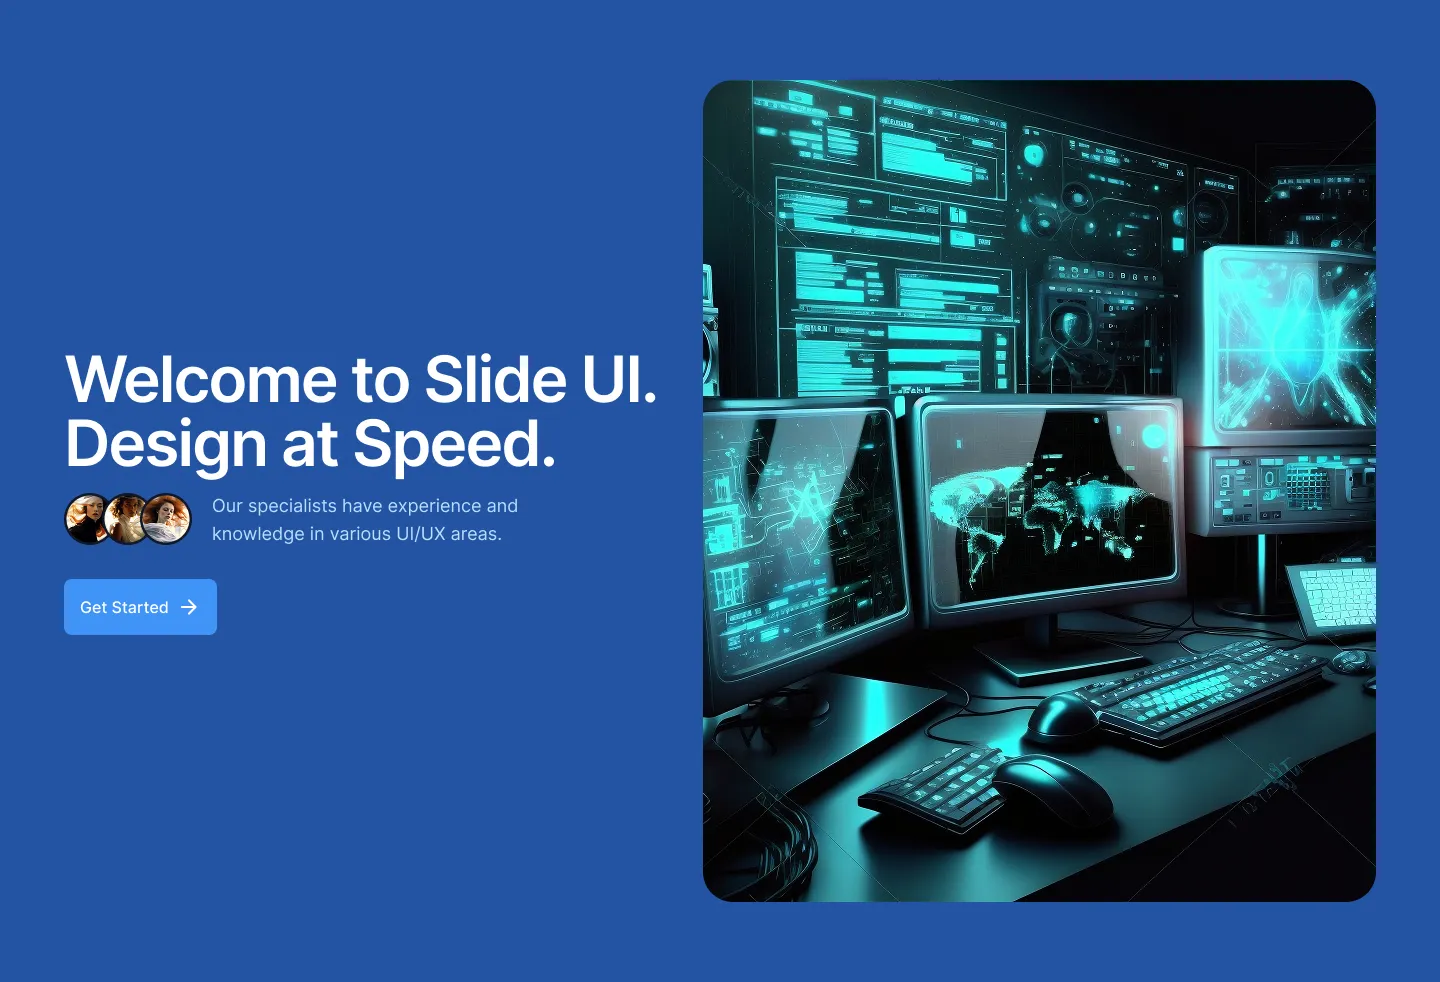 Welcome to Slide UI.
Design at Speed.
Our specialists have experience and
knowledge in various UI/UX areas.
Get Started